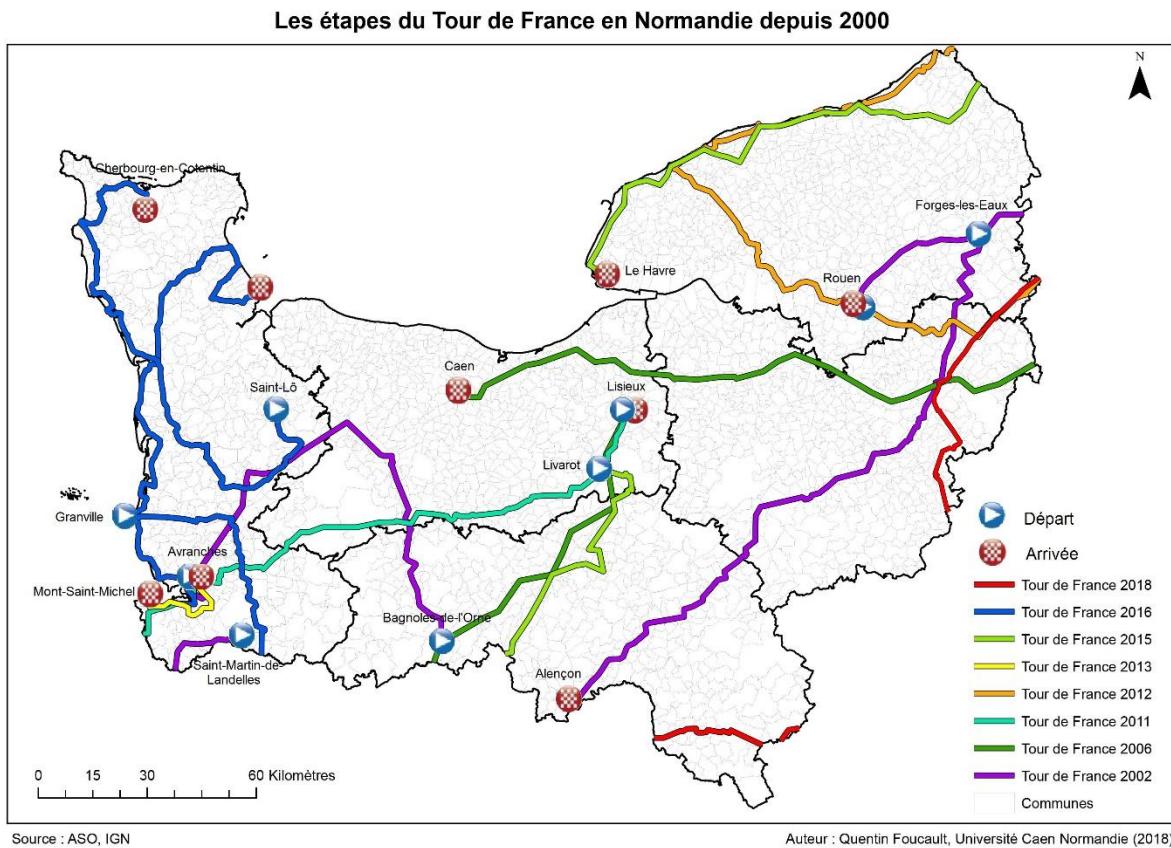 Les étapes du Tour de France en Normandie depuis 2000
N
Cherbourg-en-Cotentin
Forges-les-Eaux
Le Havre
Rouen
Caen
Lisieux
Saint-Lô
Livarot
Granville
Départ
Avranches
Arrivée
Mont-Saint-Michel
Tour de France 2018
Bagnoles-de-l'Orne
Tour de France 2016
Saint-Martin-de-
Landelles
Tour de France 2015
Alençon
Tour de France 2013
Tour de France 2012
Tour de France 2011
Tour de France 2006
Tour de France 2002
Communes
0 15 30 60 Kilomètres
Source : ASO, IGN
Auteur : Quentin Foucault, Université Caen Normandie (2018)